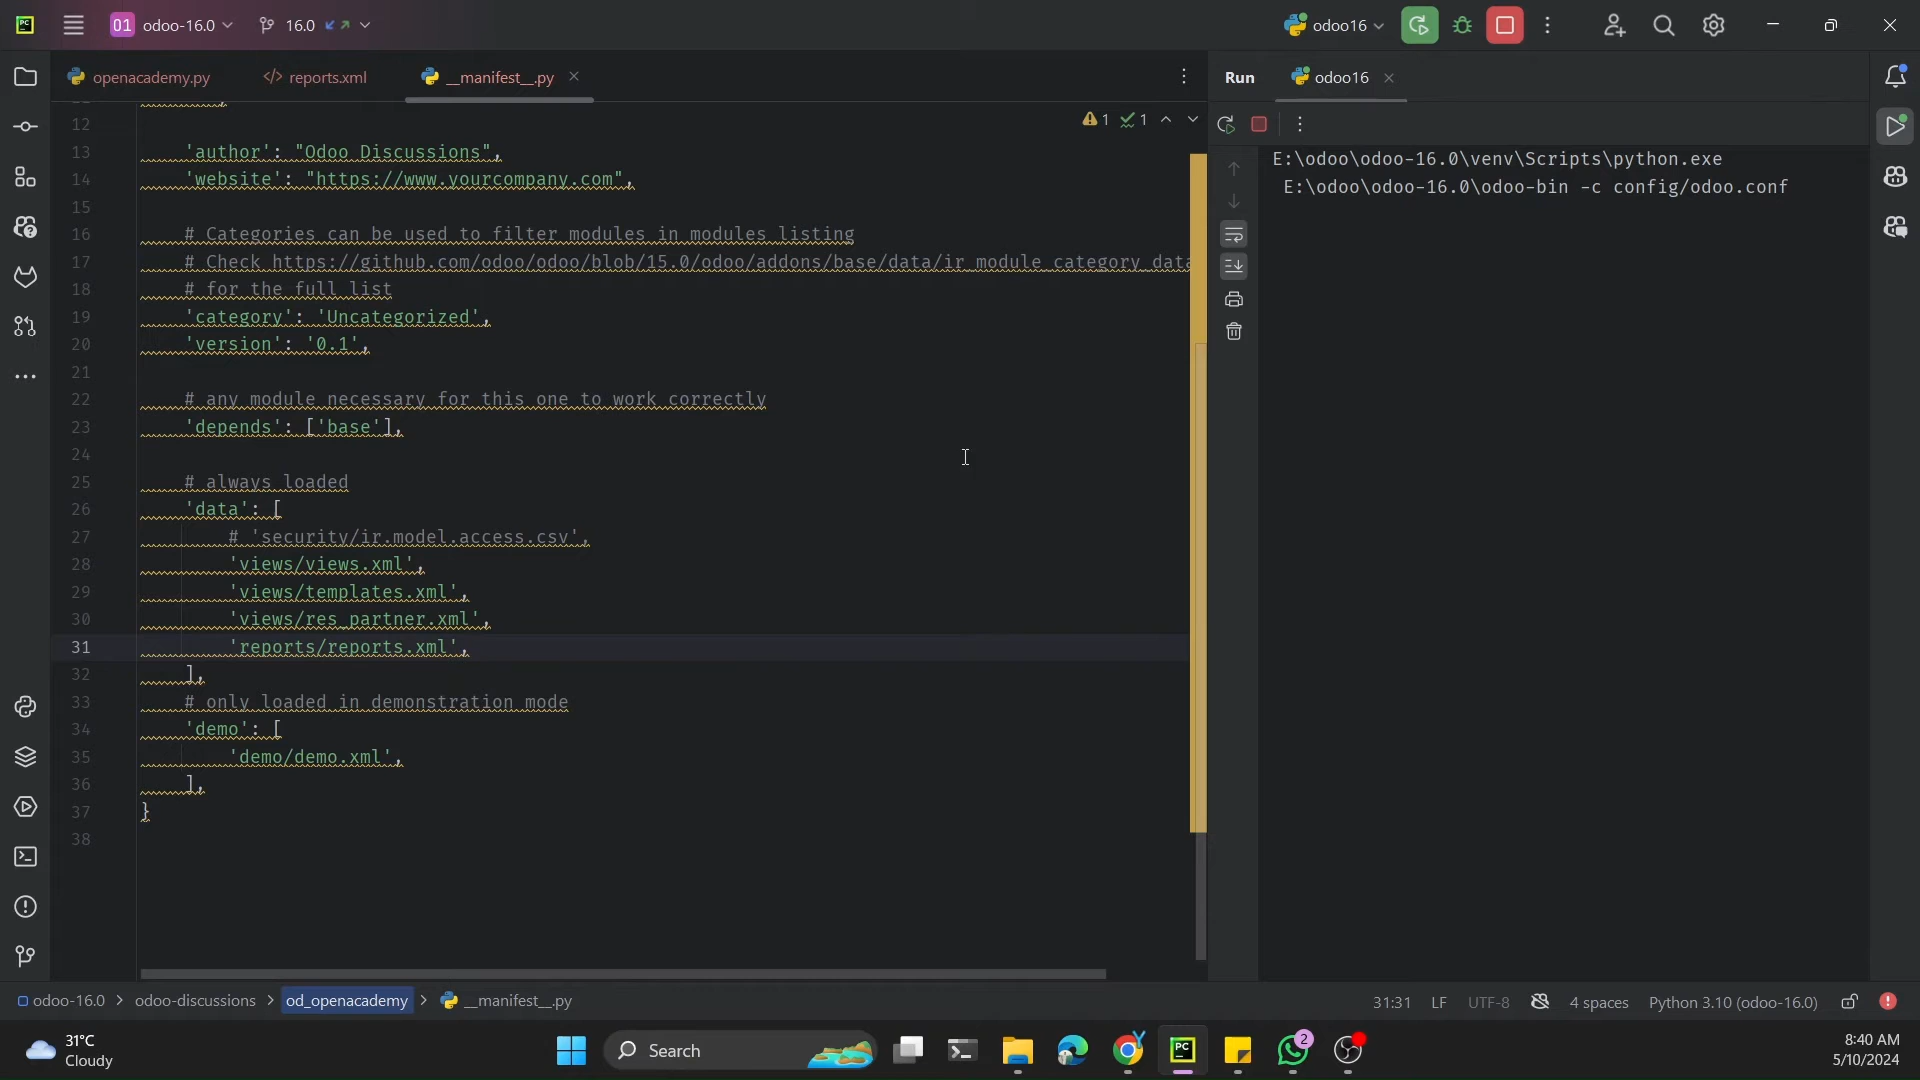 PC
01 odoo-16.0
16.0
odoo16
openacademy.py
</> reports.xml
__manifest__.py
Run
odoo16
1
1
12
13 'author': "Odoo Discussions",
14 'website': "https://www.yourcompany.com",
15
16 # Categories can be used to filter modules in modules listing
17 # Check https://github.com/odoo/odoo/blob/15.0/odoo/addons/base/data/ir_module_category_data
18 # for the full list
19 'category': 'Uncategorized',
20 'version': '0.1',
21
22 # any module necessary for this one to work correctly
23 'depends': ['base'],
24
25 # always loaded
26 'data': [
27 # 'security/ir.model.access.csv',
28 'views/views.xml',
29 'views/templates.xml',
30 'views/res_partner.xml',
31 'reports/reports.xml',
32 ],
33 # only loaded in demonstration mode
34 'demo': [
35 'demo/demo.xml',
36 ],
37 }
38
E:\odoo\odoo-16.0\venv\Scripts\python.exe
E:\odoo\odoo-16.0\odoo-bin -c config/odoo.conf
odoo-16.0 > odoo-discussions > od_openacademy > __manifest__.py
31:31 LF UTF-8 4 spaces Python 3.10 (odoo-16.0)
31°C
Cloudy
Search
PC
2
8:40 AM
5/10/2024